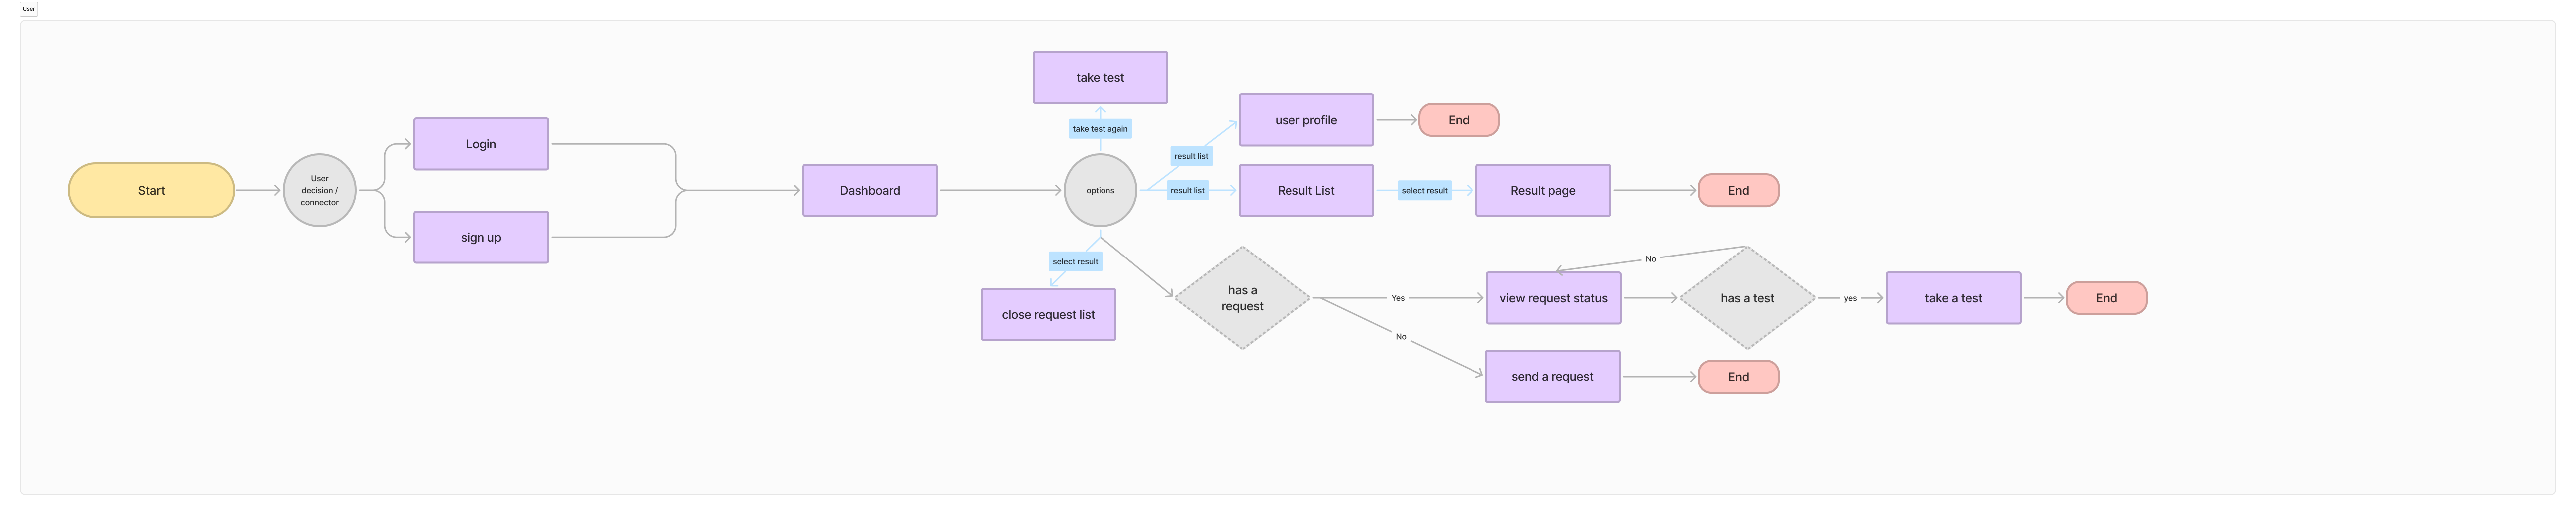 User
take test
user profile
End
take test again
Login
result list
Start
User
decision /
connector
Dashboard
options
result list
Result List
select result
Result page
End
sign up
select result
No
has a
request
Yes
view request status
has a test
yes
take a test
End
close request list
No
send a request
End